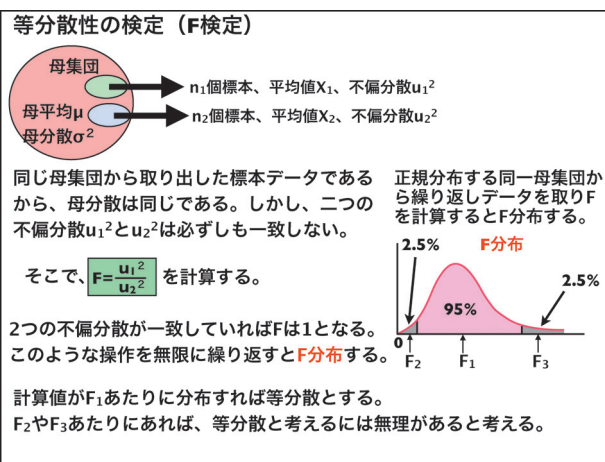 等分散性の検定（F検定）
母集団
母平均μ
母分散σ²
n₁個標本、平均値X₁、不偏分散u₁²
n₂個標本、平均値X₂、不偏分散u₂²
同じ母集団から取り出した標本データである
から、母分散は同じである。しかし、二つの
不偏分散u₁²とu₂²は必ずしも一致しない。
そこで、F=u₁²/u₂² を計算する。
2つの不偏分散が一致していればFは1となる。
このような操作を無限に繰り返すとF分布する。
正規分布する同一母集団か
ら繰り返しデータを取りF
を計算するとF分布する。
2.5%
F分布
2.5%
95%
0
F₂
F₁
F₃
計算値がF₁あたりに分布すれば等分散とする。
F₂やF₃あたりにあれば、等分散と考えるには無理があると考える。